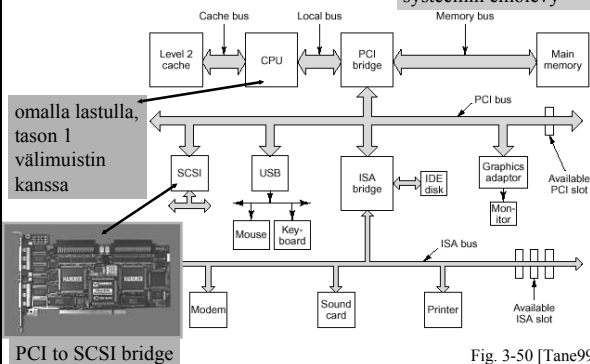 systeemin emolevy
Cache bus
Local bus
Memory bus
Level 2
cache
CPU
PCI
bridge
Main
memory
omalla lastulla,
tason 1
välimuistin
kanssa
PCI bus
SCSI
USB
ISA
bridge
IDE
disk
Graphics
adaptor
Available
PCI slot
Mouse
Key-
board
Mon-
itor
ISA bus
HAMMER
HAMMER
Modem
Sound
card
Printer
Available
ISA slot
PCI to SCSI bridge
Fig. 3-50 [Tane99